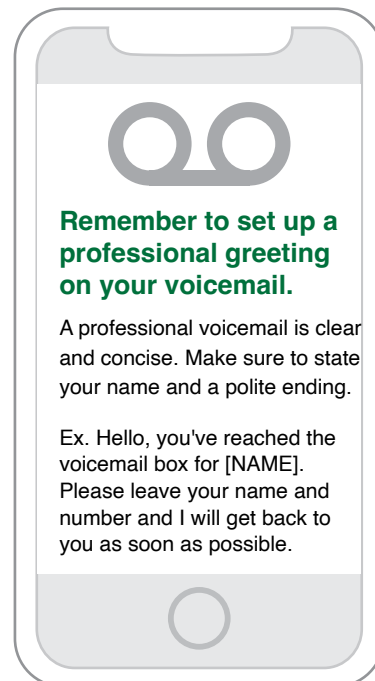 Remember to set up a
professional greeting
on your voicemail.
A professional voicemail is clear
and concise. Make sure to state
your name and a polite ending.
Ex. Hello, you've reached the
voicemail box for [NAME].
Please leave your name and
number and I will get back to
you as soon as possible.